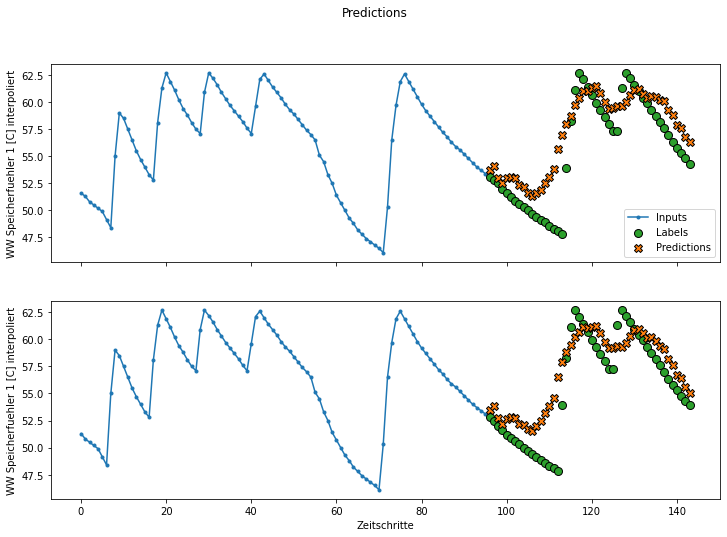 Predictions
WW Speicherfuehler 1 [C] interpoliert
62.5
60.0
57.5
55.0
52.5
50.0
47.5
Inputs
Labels
Predictions
WW Speicherfuehler 1 [C] interpoliert
62.5
60.0
57.5
55.0
52.5
50.0
47.5
0 20 40 60 80 100 120 140
Zeitschritte